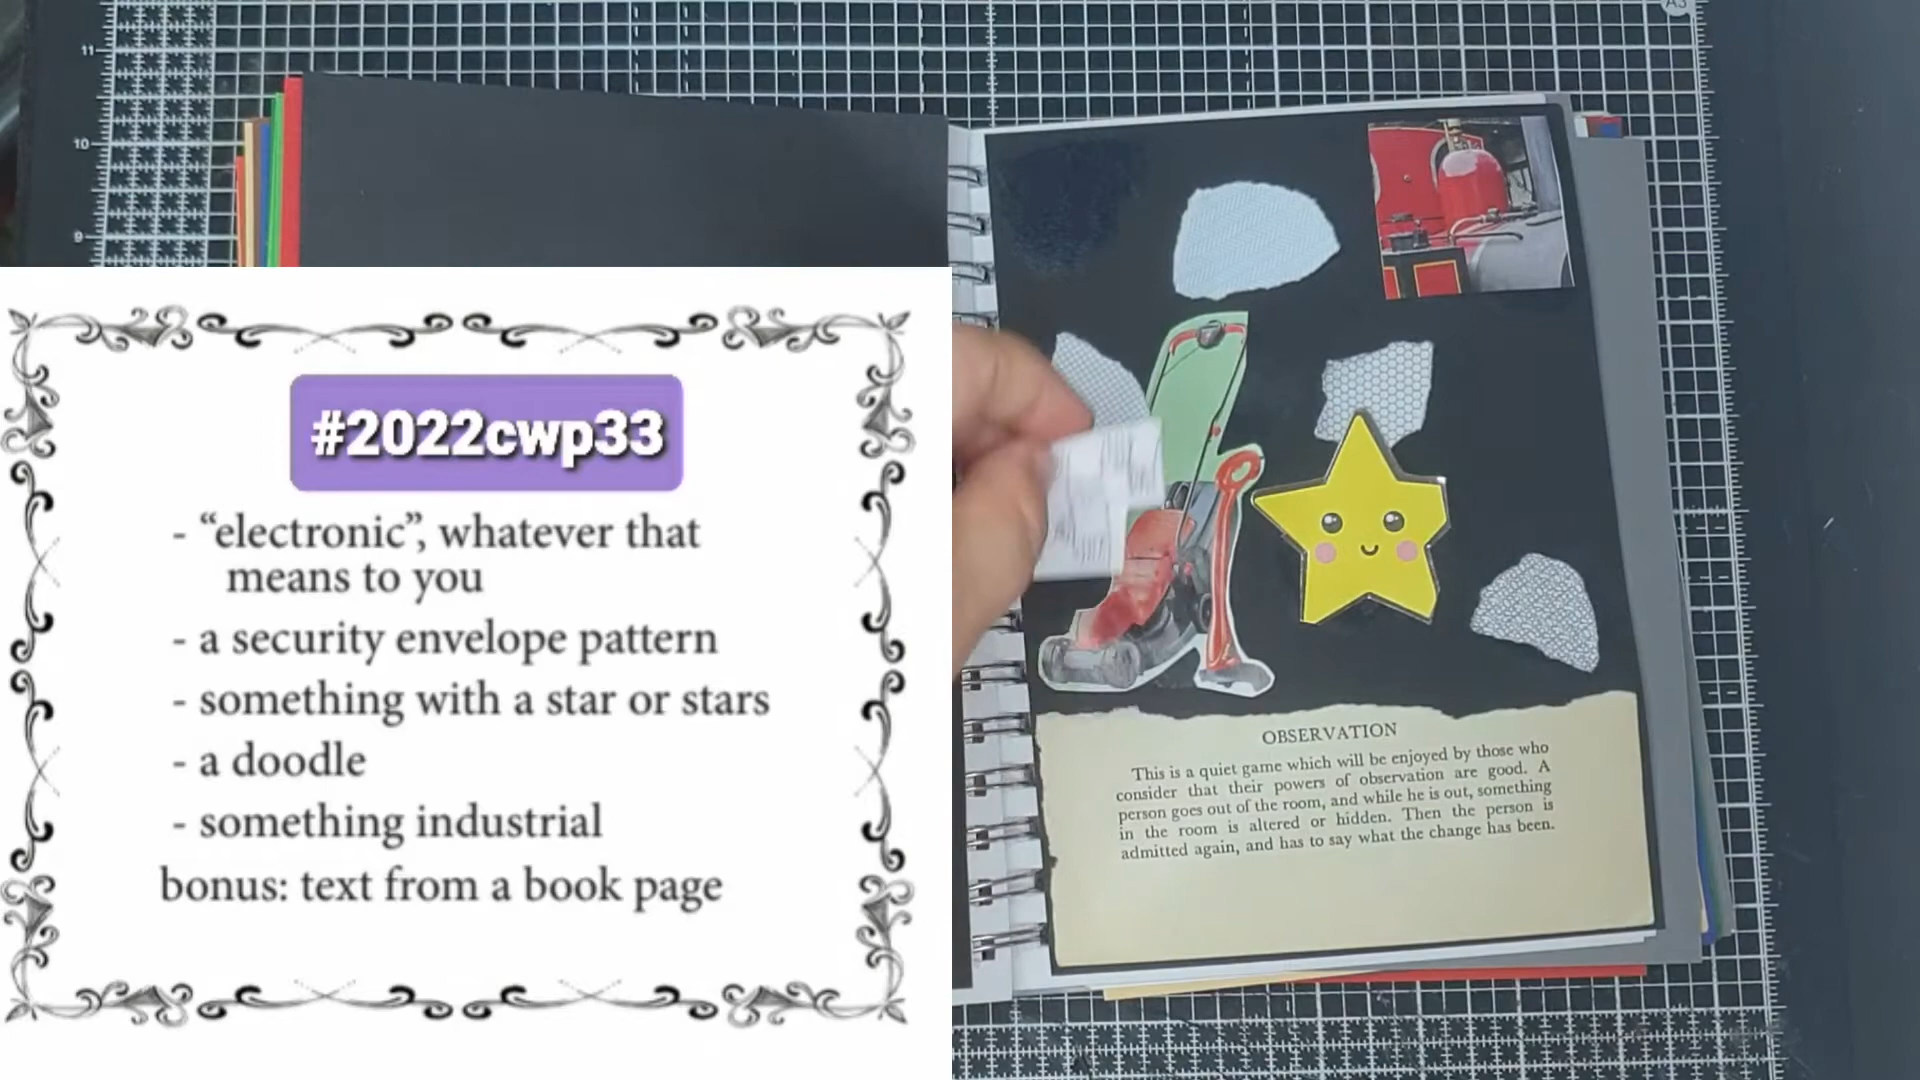 11
10
9
A3
#2022cwp33
- “electronic”, whatever that
means to you
- a security envelope pattern
- something with a star or stars
- a doodle
- something industrial
bonus: text from a book page
OBSERVATION
This is a quiet game which will be enjoyed by those who
consider that their powers of observation are good. A
person goes out of the room, and while he is out, something
in the room is altered or hidden. Then the person is
admitted again, and has to say what the change has been.